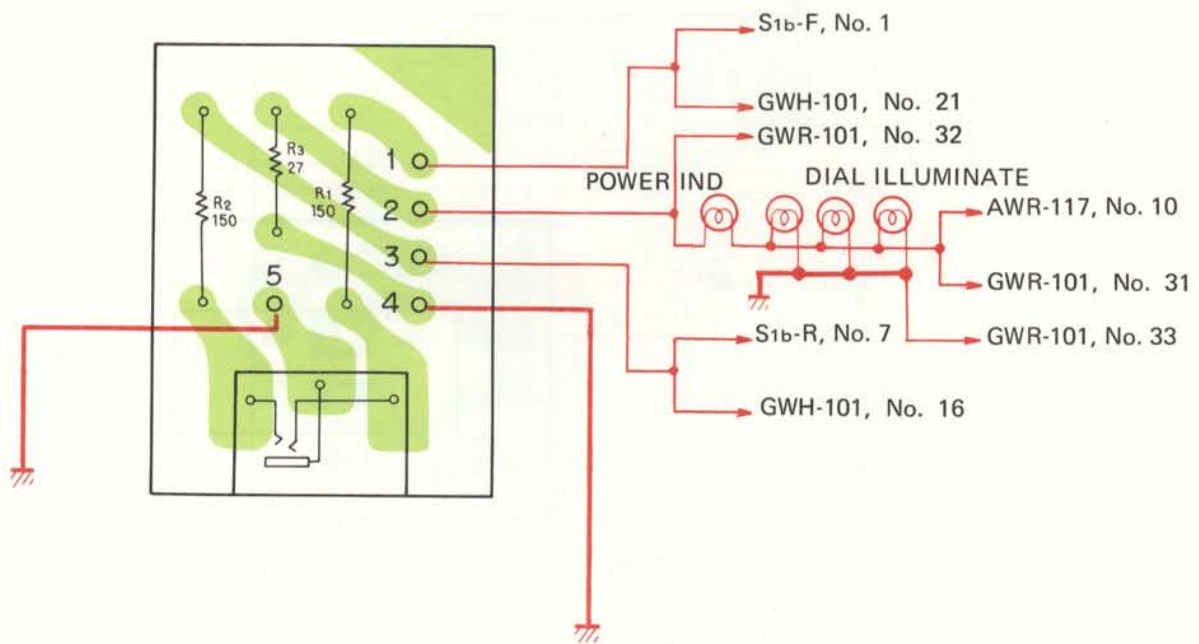 S1b-F, No. 1
GWH-101, No. 21
GWR-101, No. 32
POWER IND
DIAL ILLUMINATE
AWR-117, No. 10
GWR-101, No. 31
S1b-R, No. 7
GWR-101, No. 33
GWH-101, No. 16
R3
27
R2
150
R1
150
1
2
3
4
5